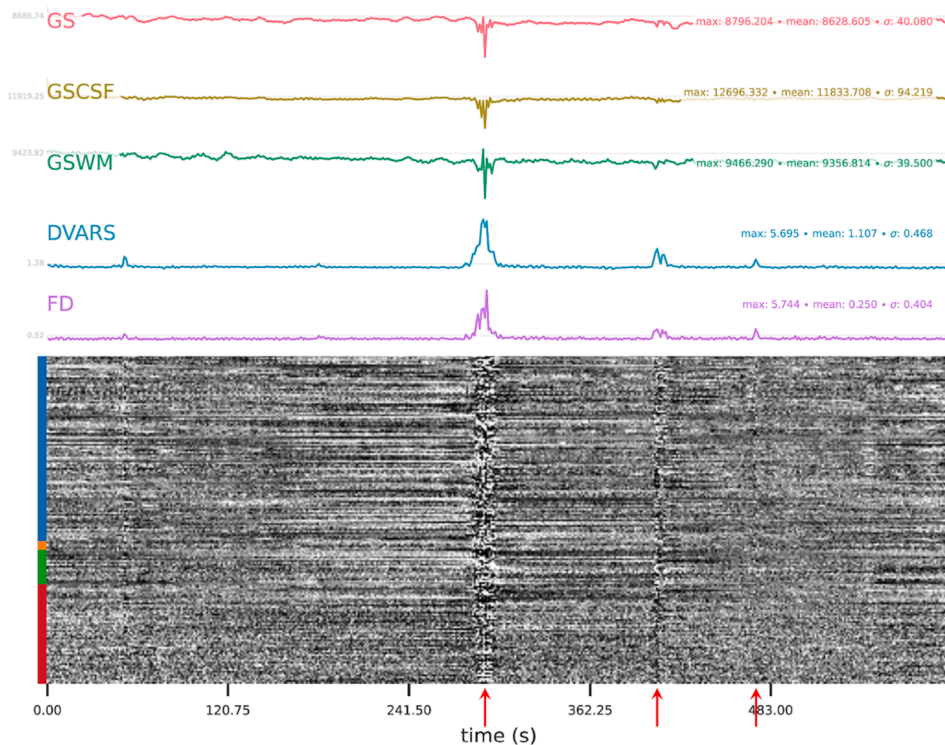 8686.74
GS
max: 8796.204 • mean: 8628.605 • σ: 40.080
11919.25
GSCSF
max: 12696.332 • mean: 11833.708 • σ: 94.219
9423.82
GSWM
max: 9466.290 • mean: 9356.814 • σ: 39.500
DVARS
max: 5.695 • mean: 1.107 • σ: 0.468
1.38
FD
max: 5.744 • mean: 0.250 • σ: 0.404
0.52
0.00 120.75 241.50 362.25 483.00
time (s)